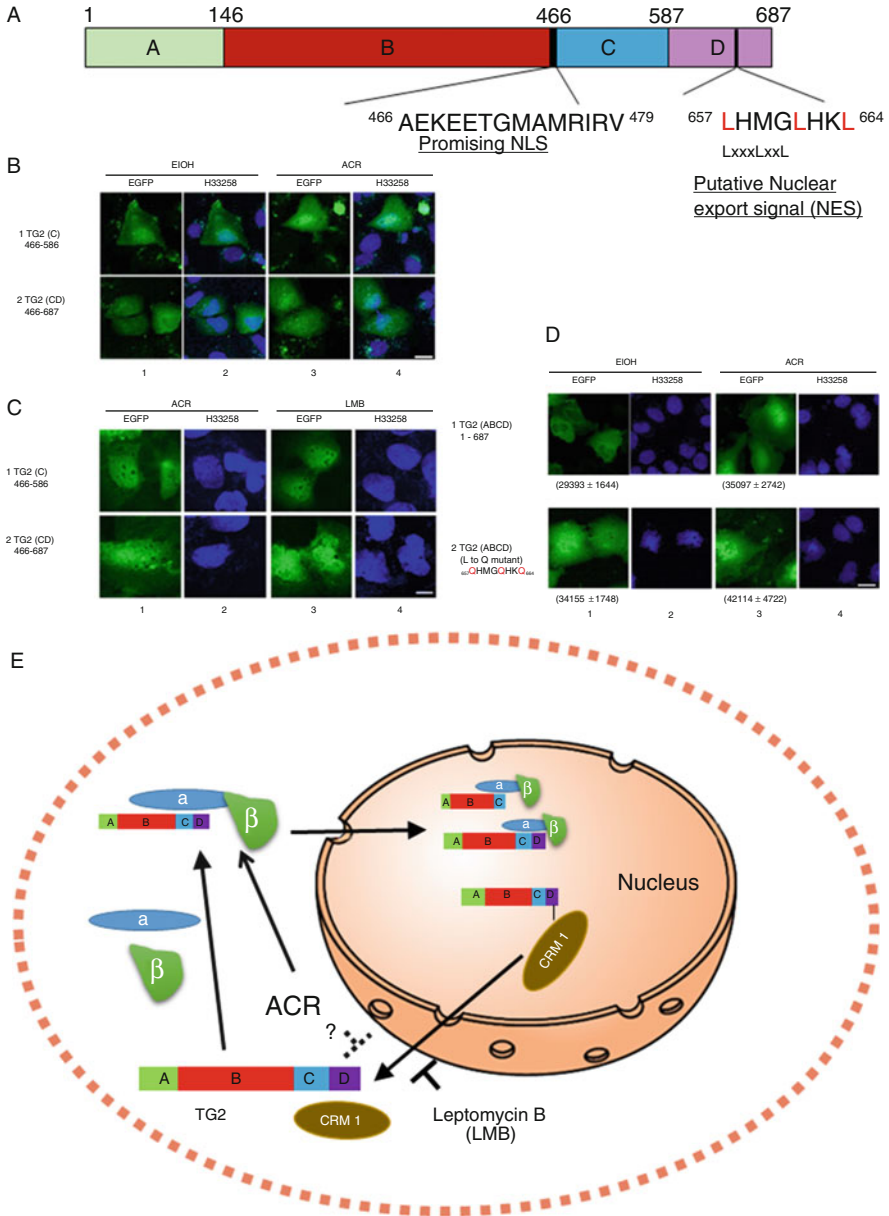 A
1 146 466 587 687
A B C D
466 AEKEETGMAMRIRV 479
Promising NLS
657 LHMGLHKL 664
LxxxLxxL
Putative Nuclear
export signal (NES)
B
EIOH ACR
EGFP H33258 EGFP H33258
1 TG2 (C)
466-586
2 TG2 (CD)
466-687
1 2 3 4
C
ACR LMB
EGFP H33258 EGFP H33258
1 TG2 (C)
466-586
2 TG2 (CD)
466-687
1 2 3 4
D
EIOH ACR
EGFP H33258 EGFP H33258
1 TG2 (ABCD)
1 - 687
(29393 ± 1644) (35097 ± 2742)
2 TG2 (ABCD)
(L to Q mutant)
657QHMGQHKQ664
(34155 ±1748) (42114 ± 4722)
1 2 3 4
E
a
β
A B C D
a
β
A B C
a
β
A B C D
A B C D
Nucleus
CRM 1
a
β
ACR
?
A B C D
TG2
CRM 1
Leptomycin B
(LMB)